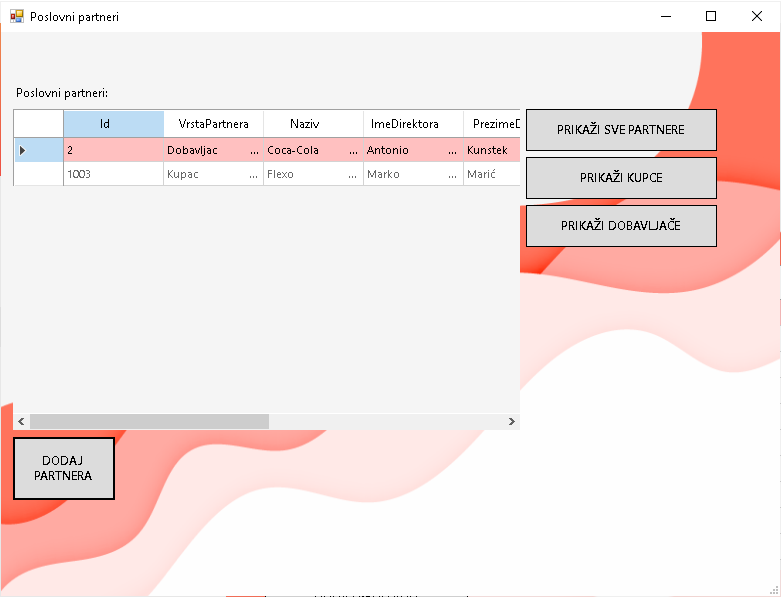 Poslovni partneri
Poslovni partneri:
Id VrstaPartnera Naziv ImeDirektora PrezimeD
2 Dobavljac ... Coca-Cola ... Antonio ... Kunstek
1003 Kupac ... Flexo ... Marko ... Marić
PRIKAŽI SVE PARTNERE
PRIKAŽI KUPCE
PRIKAŽI DOBAVLJAČE
DODAJ
PARTNERA